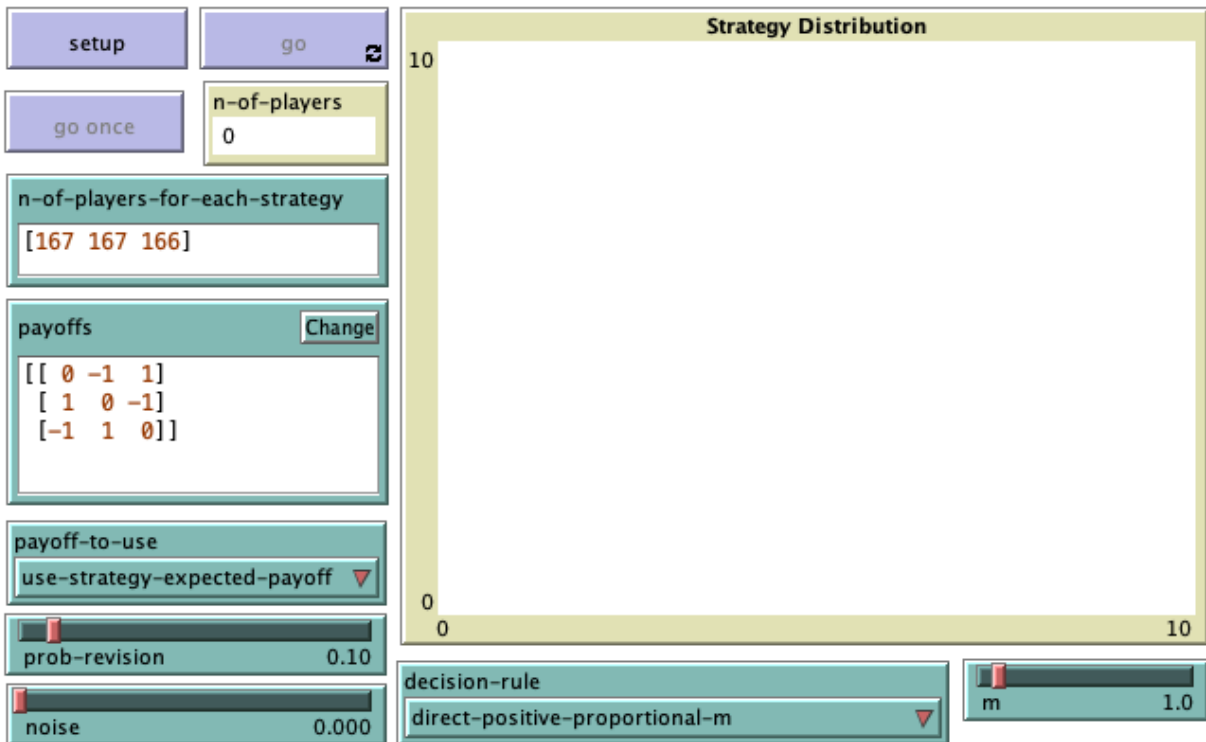 setup
go
go once
n-of-players
0
n-of-players-for-each-strategy
[167 167 166]
payoffs
Change
[[ 0 -1  1]
 [ 1  0 -1]
 [-1  1  0]]
payoff-to-use
use-strategy-expected-payoff
prob-revision 0.10
noise 0.000
Strategy Distribution
10
0
0 10
decision-rule
direct-positive-proportional-m
m 1.0